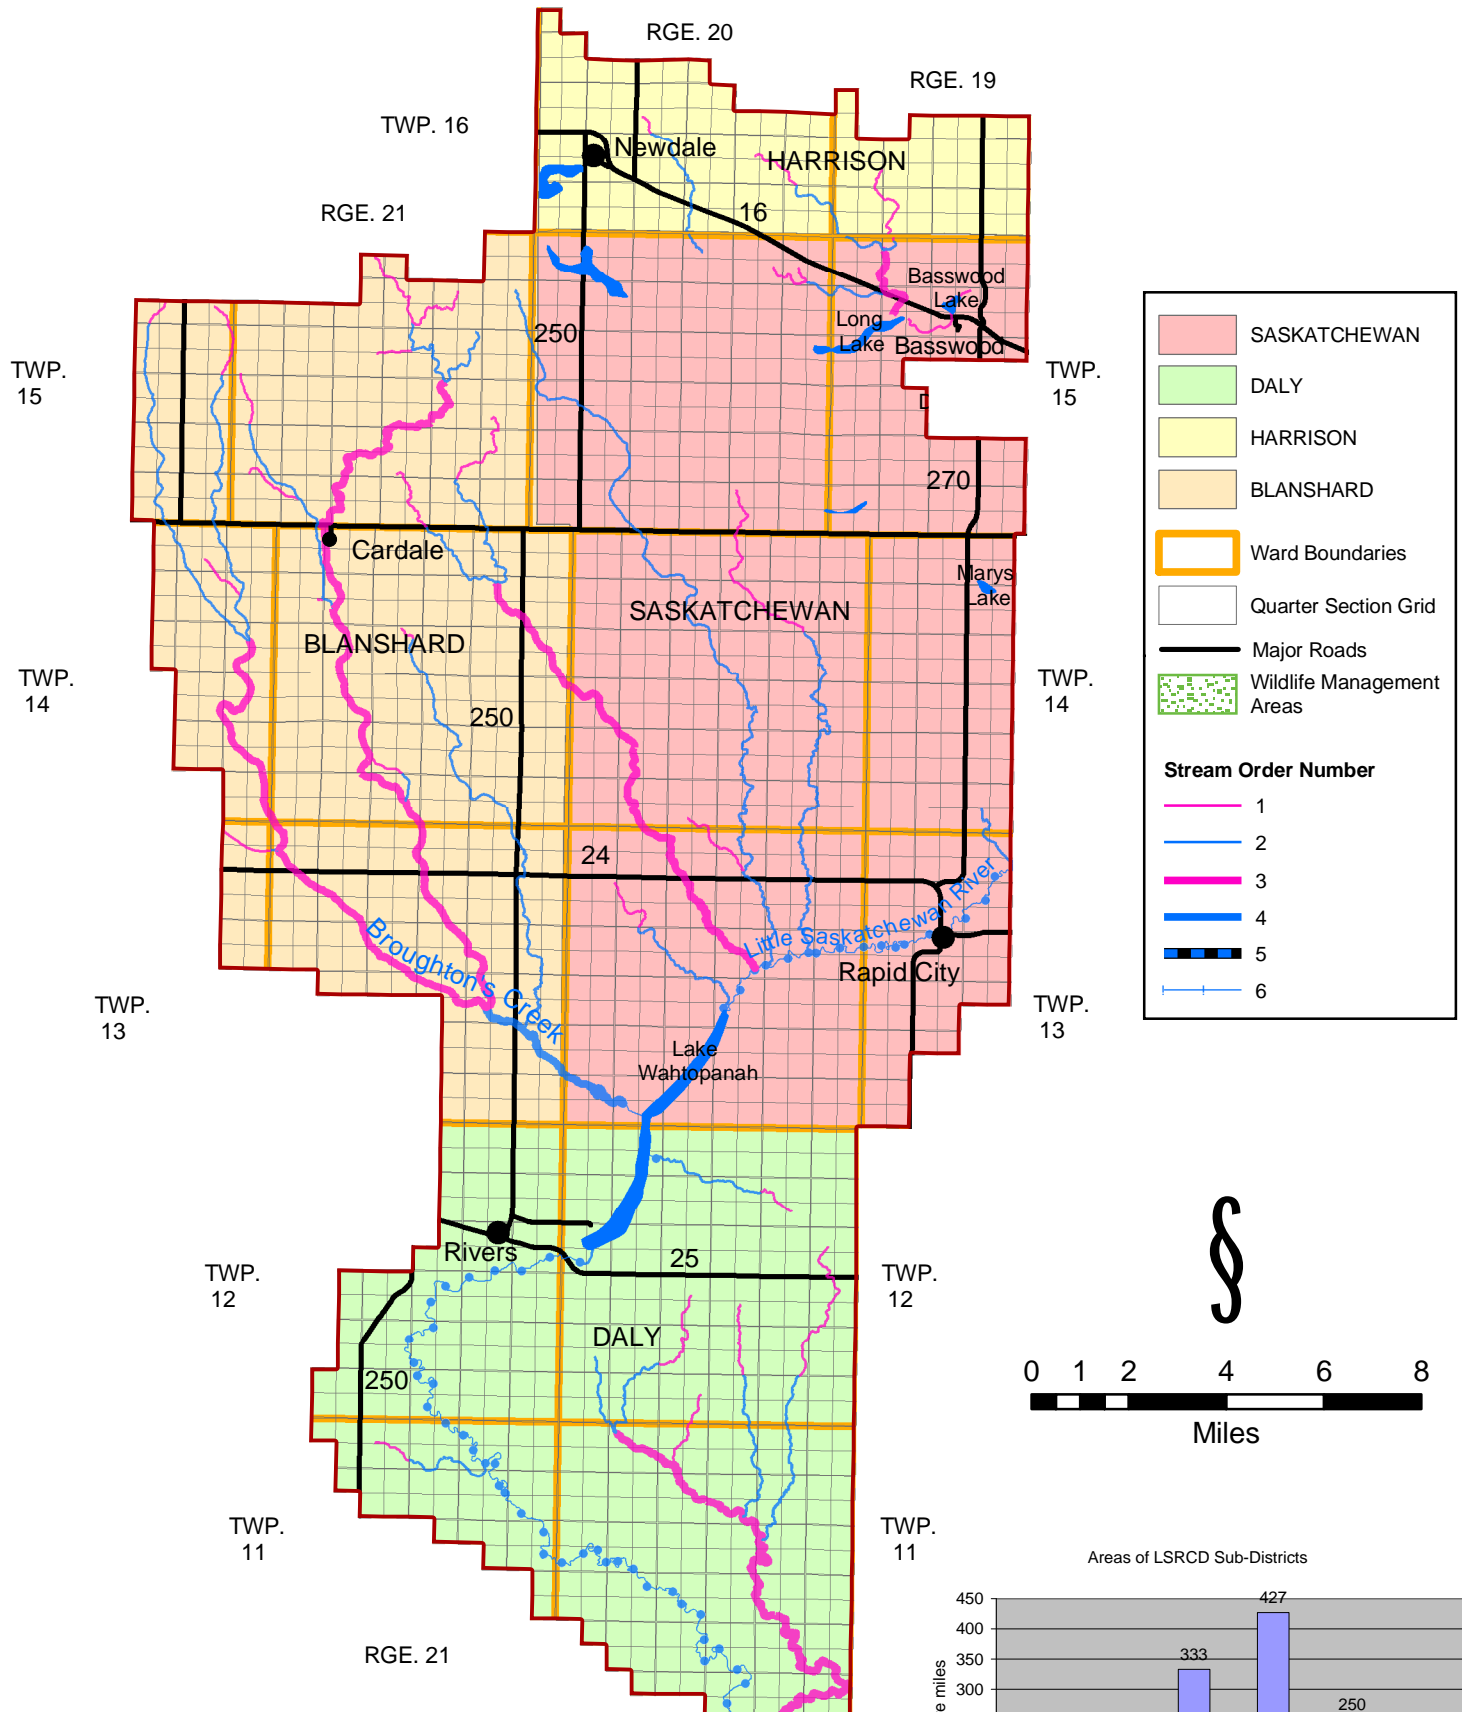 RGE. 20
RGE. 19
TWP. 16
Newdale
HARRISON
16
RGE. 21
Basswood
Lake
Long
Lake
Basswood
250
TWP.
15
TWP.
15
D
270
Cardale
Marys
Lake
SASKATCHEWAN
BLANSHARD
TWP.
14
TWP.
14
250
24
Little Saskatchewan River
Broughton's Creek
Rapid City
TWP.
13
TWP.
13
Lake
Wahtopanah
Rivers
25
TWP.
12
TWP.
12
DALY
250
TWP.
11
TWP.
11
RGE. 21
SASKATCHEWAN
DALY
HARRISON
BLANSHARD
Ward Boundaries
Quarter Section Grid
Major Roads
Wildlife Management
Areas
Stream Order Number
1
2
3
4
5
6
§
0 1 2 4 6 8
Miles
Areas of LSRCD Sub-Districts
450
400
350
300
e miles
333
427
250